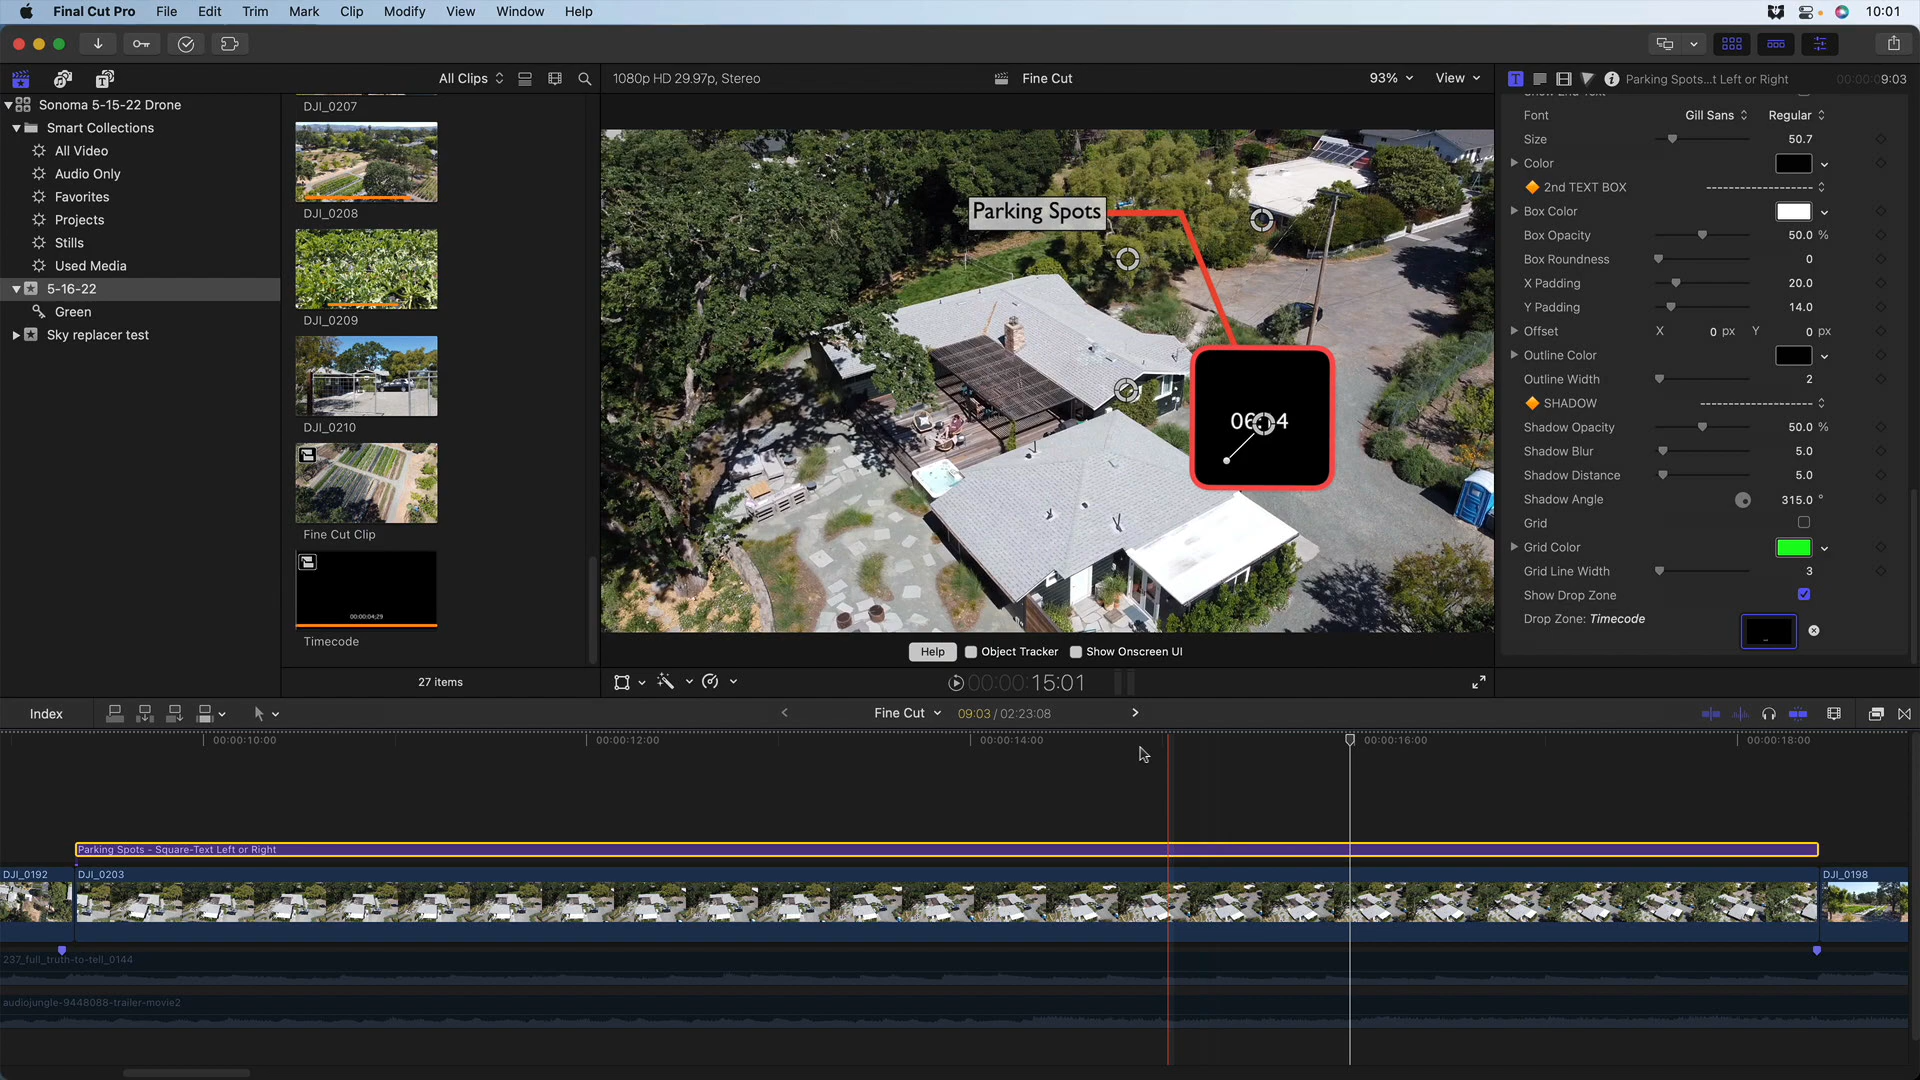 Final Cut Pro File Edit Trim Mark Clip Modify View Window Help 10:01
All Clips
1080p HD 29.97p, Stereo Fine Cut 93% View
Parking Spots...t Left or Right 00:00:09:03
Sonoma 5-15-22 Drone
Smart Collections
All Video
Audio Only
Favorites
Projects
Stills
Used Media
5-16-22
Green
Sky replacer test
DJI_0207
DJI_0208
DJI_0209
DJI_0210
Fine Cut Clip
00:00:04;29
Timecode
27 items
Parking Spots
Help Object Tracker Show Onscreen UI
00:00:15:01
Font Gill Sans Regular
Size 50.7
Color
2nd TEXT BOX
Box Color
Box Opacity 50.0 %
Box Roundness 0
X Padding 20.0
Y Padding 14.0
Offset X 0 px Y 0 px
Outline Color
Outline Width 2
SHADOW
Shadow Opacity 50.0 %
Shadow Blur 5.0
Shadow Distance 5.0
Shadow Angle 315.0 °
Grid
Grid Color
Grid Line Width 3
Show Drop Zone
Drop Zone: Timecode
Index Fine Cut 09:03 / 02:23:08
00:00:10:00 00:00:12:00 00:00:14:00 00:00:16:00 00:00:18:00
Parking Spots - Square-Text Left or Right
DJI_0192 DJI_0203 DJI_0198
237_full_truth-to-tell_0144
audiojungle-9448088-trailer-movie2